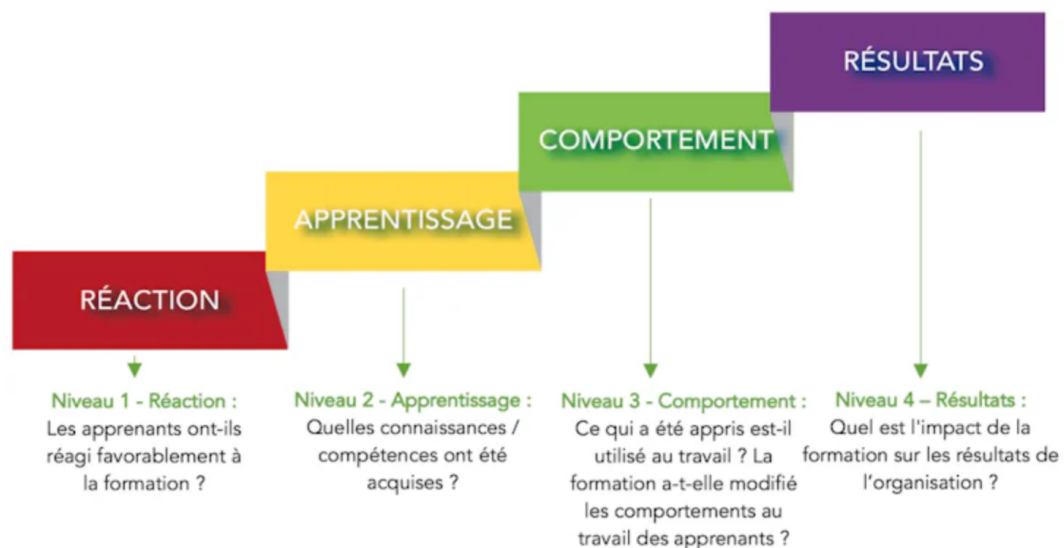 RÉSULTATS
COMPORTEMENT
APPRENTISSAGE
RÉACTION
Niveau 1 - Réaction :
Les apprenants ont-ils
réagi favorablement à
la formation ?
Niveau 2 - Apprentissage :
Quelles connaissances /
compétences ont été
acquises ?
Niveau 3 - Comportement :
Ce qui a été appris est-il
utilisé au travail ? La
formation a-t-elle modifié
les comportements au
travail des apprenants ?
Niveau 4 – Résultats :
Quel est l'impact de la
formation sur les résultats de
l'organisation ?